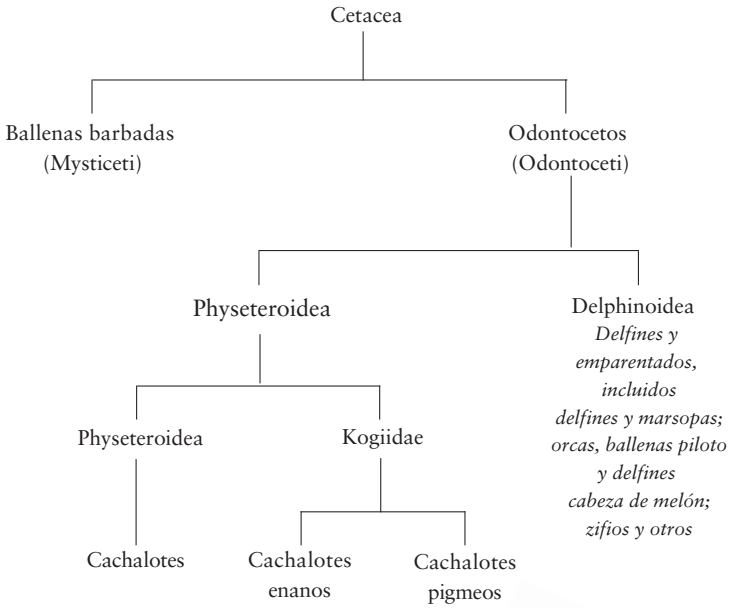 Cetacea
Ballenas barbadas
(Mysticeti)
Odontocetos
(Odontoceti)
Physeteroidea
Delphinoidea
Delfines y
emparentados,
incluidos
delfines y marsopas;
orcas, ballenas piloto
y delfines
cabeza de melón;
zifios y otros
Physeteroidea
Kogiidae
Cachalotes
Cachalotes
enanos
Cachalotes
pigmeos